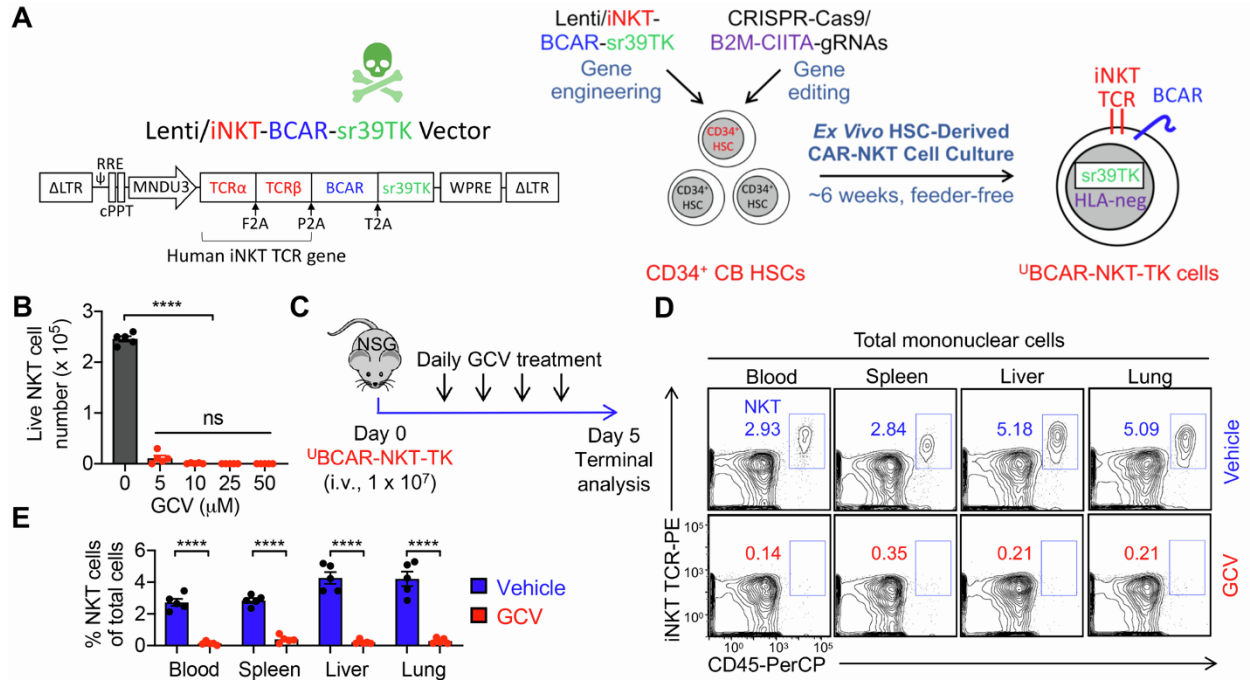 A
Lenti/iNKT-BCAR-sr39TK Vector
ΔLTR
RRE
ψ
cPPT
MNDU3
TCRα
TCRβ
BCAR
sr39TK
WPRE
ΔLTR
F2A
P2A
T2A
Human iNKT TCR gene
Lenti/iNKT-
BCAR-sr39TK
Gene
engineering
CRISPR-Cas9/
B2M-CIITA-gRNAs
Gene
editing
CD34⁺
HSC
CD34⁺
HSC
CD34⁺
HSC
CD34⁺ CB HSCs
Ex Vivo HSC-Derived
CAR-NKT Cell Culture
~6 weeks, feeder-free
iNKT
TCR
BCAR
sr39TK
HLA-neg
ᵁBCAR-NKT-TK cells
B
Live NKT cell
number (x 10⁵)
3
2
1
0
****
ns
0 5 10 25 50
GCV (μM)
C
NSG
Daily GCV treatment
Day 0
ᵁBCAR-NKT-TK
(i.v., 1 x 10⁷)
Day 5
Terminal
analysis
D
Total mononuclear cells
Blood Spleen Liver Lung
NKT
2.93 2.84 5.18 5.09
Vehicle
0.14 0.35 0.21 0.21
GCV
iNKT TCR-PE
10⁵
10³
10⁰
10⁰ 10³ 10⁵
CD45-PerCP
E
% NKT cells
of total cells
6
4
2
0
**** **** **** ****
Blood Spleen Liver Lung
Vehicle
GCV